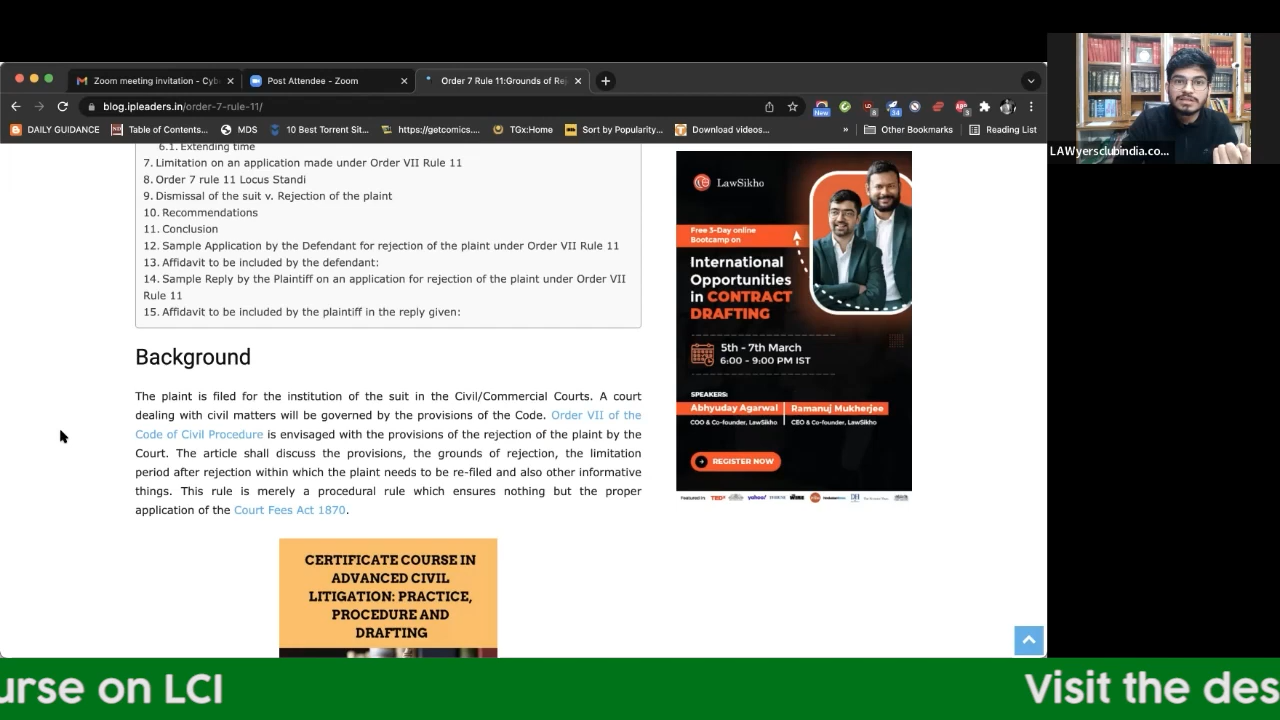 Zoom meeting invitation - Cyb
Post Attendee - Zoom
Order 7 Rule 11:Grounds of Re
blog.ipleaders.in/order-7-rule-11/
New
34
DAILY GUIDANCE
Table of Contents...
MDS
10 Best Torrent Sit...
https://getcomics....
TGx:Home
Sort by Popularity...
Download videos...
»
Other Bookmarks
Reading List
6.1. Extending time
7. Limitation on an application made under Order VII Rule 11
8. Order 7 rule 11 Locus Standi
9. Dismissal of the suit v. Rejection of the plaint
10. Recommendations
11. Conclusion
12. Sample Application by the Defendant for rejection of the plaint under Order VII Rule 11
13. Affidavit to be included by the defendant:
14. Sample Reply by the Plaintiff on an application for rejection of the plaint under Order VII
Rule 11
15. Affidavit to be included by the plaintiff in the reply given:
Background
The plaint is filed for the institution of the suit in the Civil/Commercial Courts. A court
dealing with civil matters will be governed by the provisions of the Code. Order VII of the
Code of Civil Procedure is envisaged with the provisions of the rejection of the plaint by the
Court. The article shall discuss the provisions, the grounds of rejection, the limitation
period after rejection within which the plaint needs to be re-filed and also other informative
things. This rule is merely a procedural rule which ensures nothing but the proper
application of the Court Fees Act 1870.
CERTIFICATE COURSE IN
ADVANCED CIVIL
LITIGATION: PRACTICE,
PROCEDURE AND
DRAFTING
LawSikho
Free 3-Day online
Bootcamp on
International
Opportunities
in CONTRACT
DRAFTING
5th - 7th March
6:00 - 9:00 PM IST
SPEAKERS:
Abhyuday Agarwal
Ramanuj Mukherjee
COO & Co-founder, LawSikho
CEO & Co-founder, LawSikho
REGISTER NOW
Featured by
TEDx
yahoo!
LAWyersclubindia.co...
urse on LCI
Visit the des